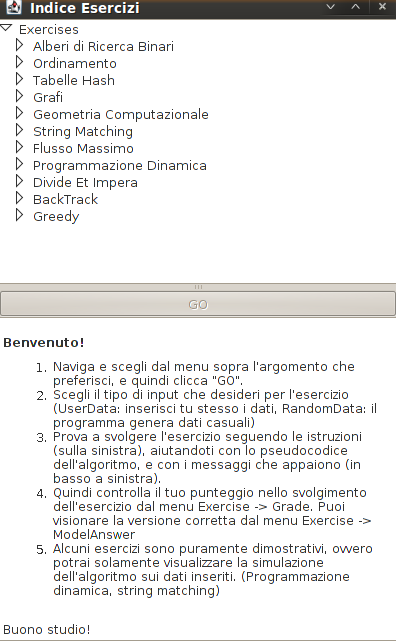 Indice Esercizi
Exercises
Alberi di Ricerca Binari
Ordinamento
Tabelle Hash
Grafi
Geometria Computazionale
String Matching
Flusso Massimo
Programmazione Dinamica
Divide Et Impera
BackTrack
Greedy
GO
Benvenuto!
1. Naviga e scegli dal menu sopra l'argomento che
preferisci, e quindi clicca "GO".
2. Scegli il tipo di input che desideri per l'esercizio
(UserData: inserisci tu stesso i dati, RandomData: il
programma genera dati casuali)
3. Prova a svolgere l'esercizio seguendo le istruzioni
(sulla sinistra), aiutandoti con lo pseudocodice
dell'algoritmo, e con i messaggi che appaiono (in
basso a sinistra).
4. Quindi controlla il tuo punteggio nello svolgimento
dell'esercizio dal menu Exercise -> Grade. Puoi
visionare la versione corretta dal menu Exercise ->
ModelAnswer
5. Alcuni esercizi sono puramente dimostrativi, ovvero
potrai solamente visualizzare la simulazione
dell'algoritmo sui dati inseriti. (Programmazione
dinamica, string matching)
Buono studio!